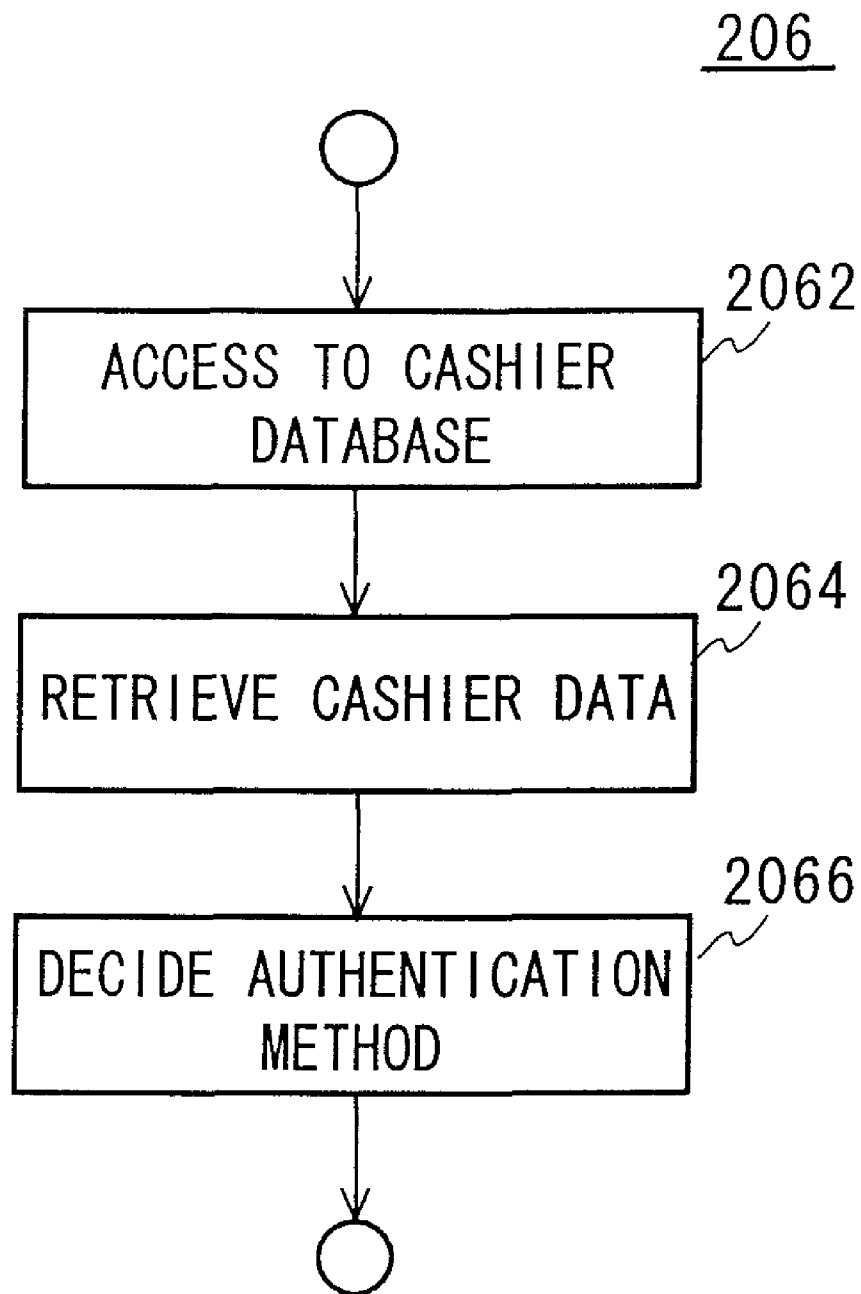 206
2062
ACCESS TO CASHIER
DATABASE
2064
RETRIEVE CASHIER DATA
2066
DECIDE AUTHENTICATION
METHOD